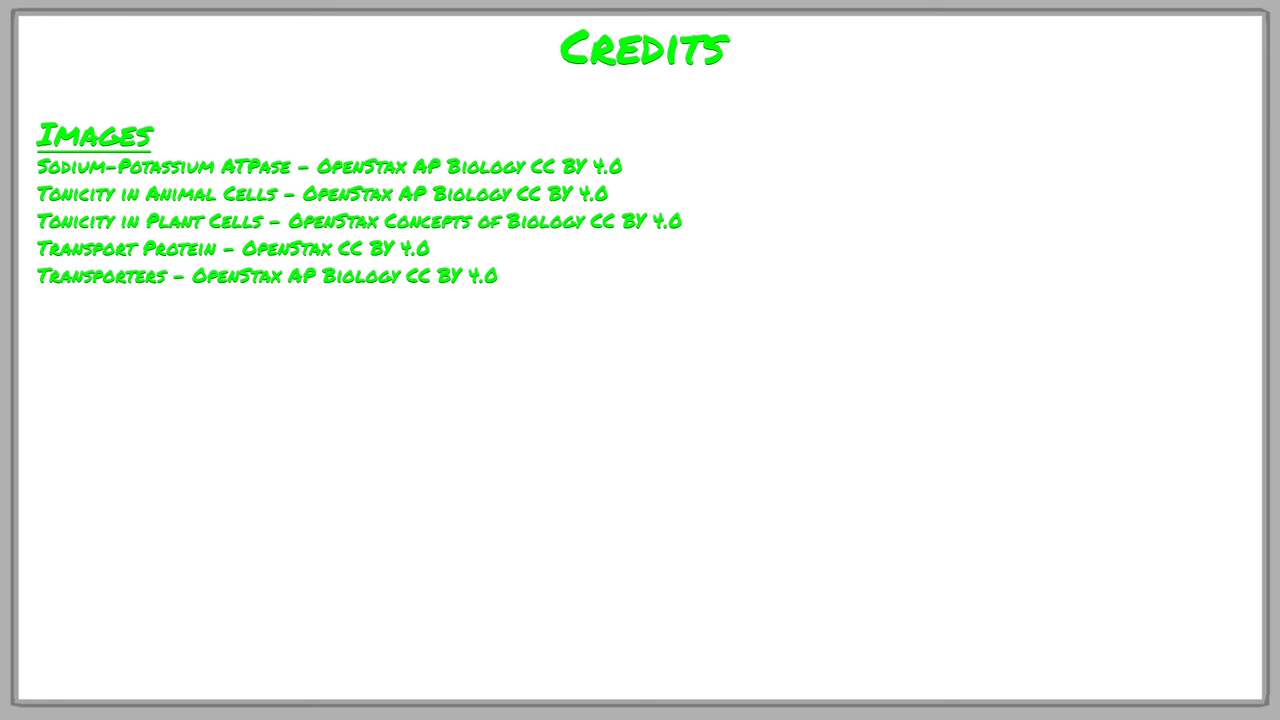 Credits
Images
Sodium-Potassium ATPase - OpenStax AP Biology CC BY 4.0
Tonicity in Animal Cells - OpenStax AP Biology CC BY 4.0
Tonicity in Plant Cells - OpenStax Concepts of Biology CC BY 4.0
Transport Protein - OpenStax CC BY 4.0
Transporters - OpenStax AP Biology CC BY 4.0